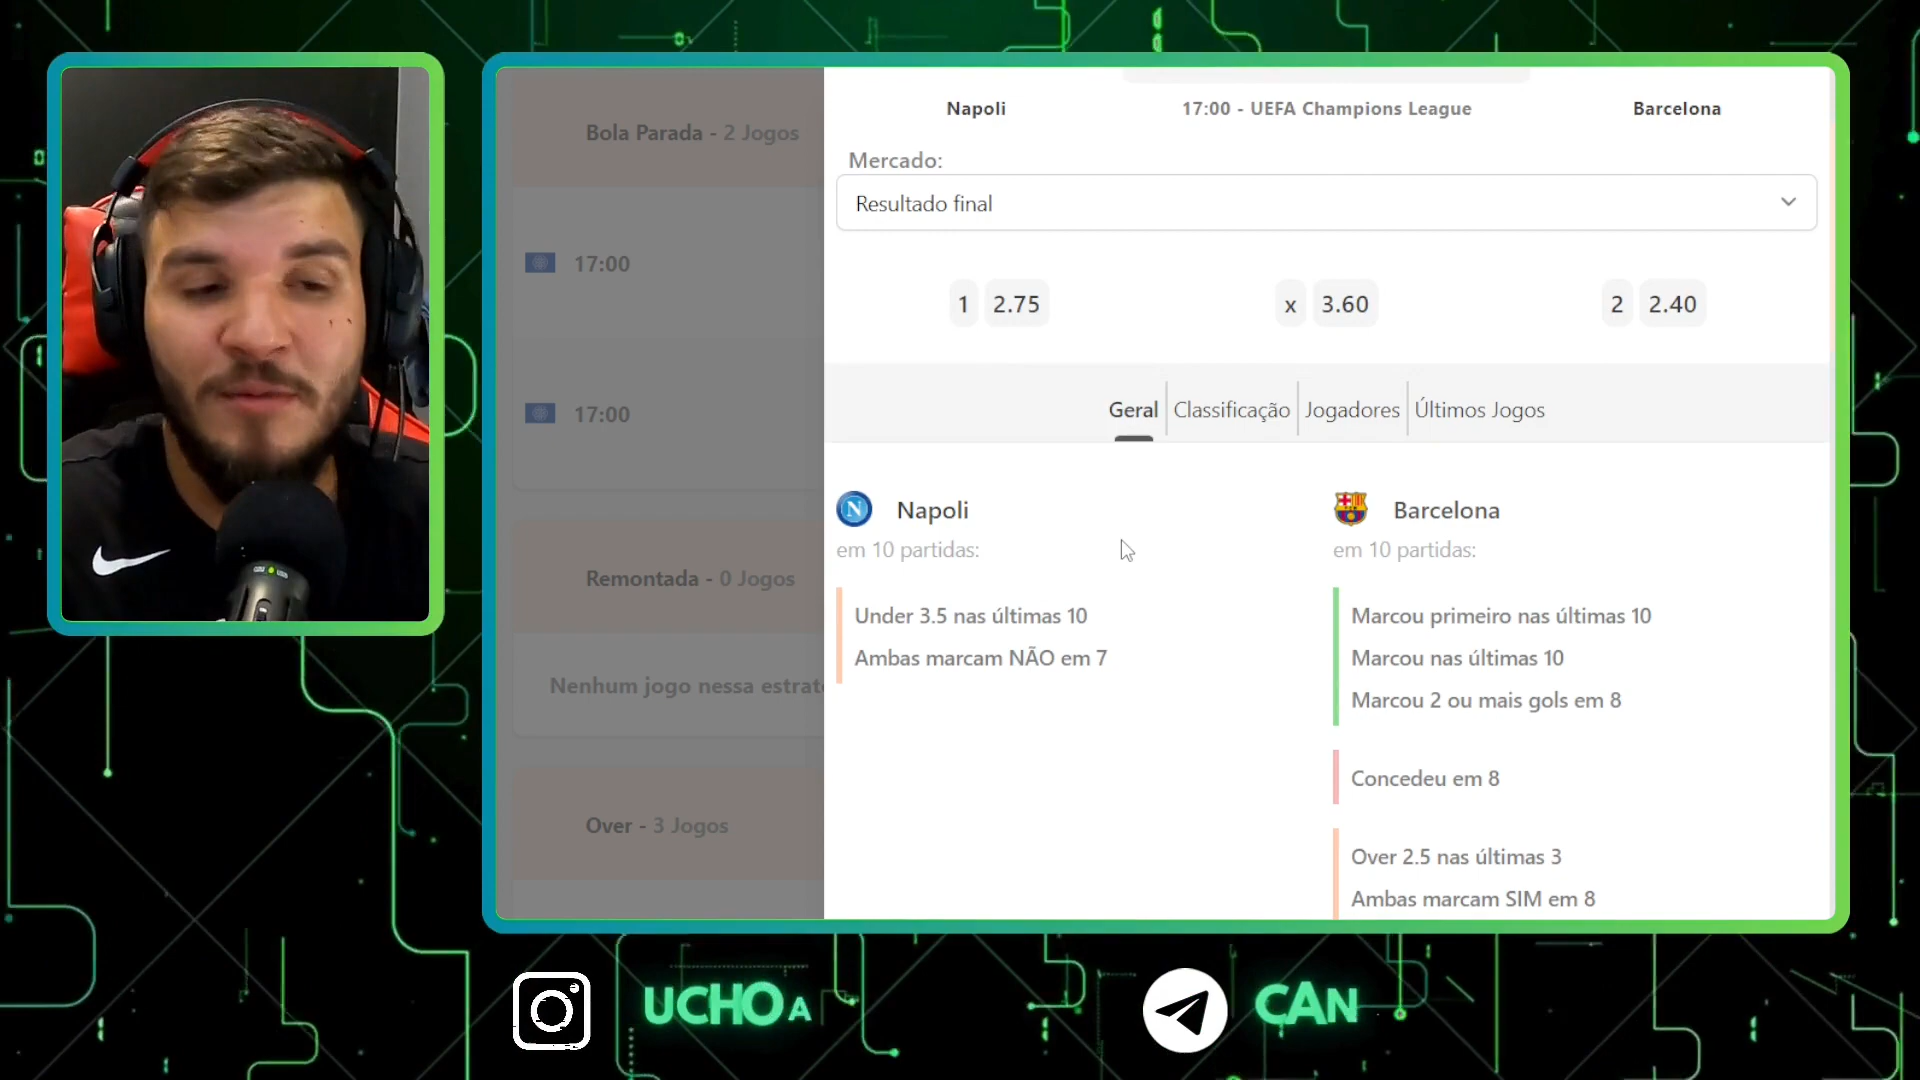 Bola Parada - 2 Jogos
17:00
17:00
Remontada - 0 Jogos
Nenhum jogo nessa estrat
Over - 3 Jogos
Napoli
17:00 - UEFA Champions League
Barcelona
Mercado:
Resultado final
1 2.75
x 3.60
2 2.40
Geral
Classificação
Jogadores
Últimos Jogos
N
Napoli
em 10 partidas:
Under 3.5 nas últimas 10
Ambas marcam NÃO em 7
Barcelona
em 10 partidas:
Marcou primeiro nas últimas 10
Marcou nas últimas 10
Marcou 2 ou mais gols em 8
Concedeu em 8
Over 2.5 nas últimas 3
Ambas marcam SIM em 8
UCHOA
CAN